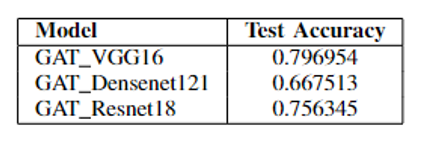 Model Test Accuracy
GAT_VGG16 0.796954
GAT_Densenet121 0.667513
GAT_Resnet18 0.756345